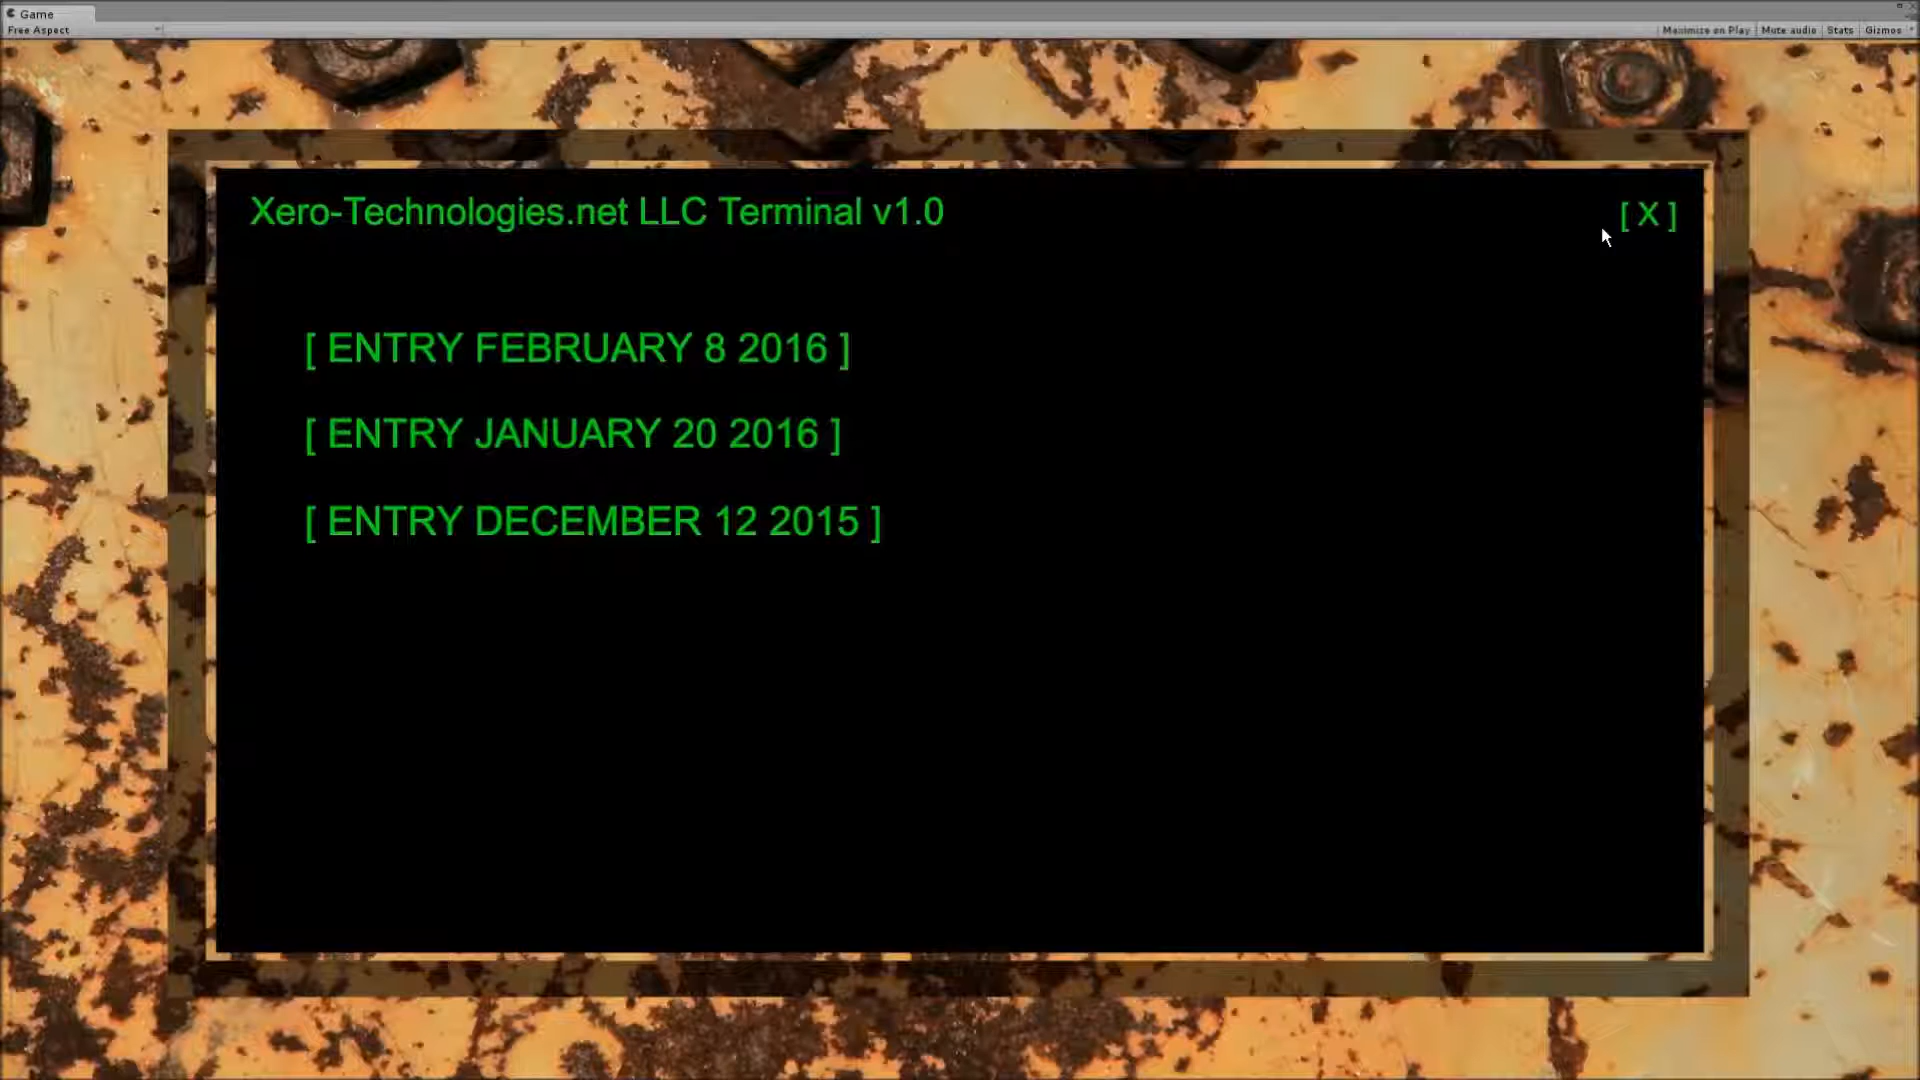 Game
Free Aspect
Maximize on Play
Mute audio
Stats
Gizmos
Xero-Technologies.net LLC Terminal v1.0
[ X ]
[ ENTRY FEBRUARY 8 2016 ]
[ ENTRY JANUARY 20 2016 ]
[ ENTRY DECEMBER 12 2015 ]